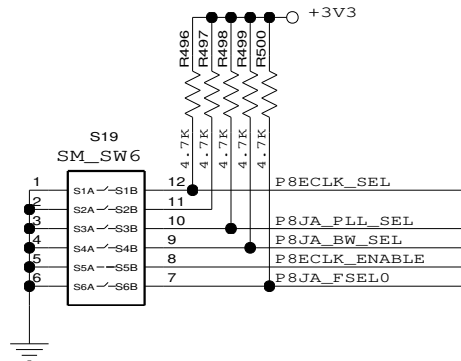 +3V3
R496
R497
R498
R499
R500
4.7K
4.7K
4.7K
4.7K
4.7K
S19
SM_SW6
1 S1A S1B 12 P8ECLK_SEL
2 S2A S2B 11
3 S3A S3B 10 P8JA_PLL_SEL
4 S4A S4B 9 P8JA_BW_SEL
5 S5A S5B 8 P8ECLK_ENABLE
6 S6A S6B 7 P8JA_FSEL0